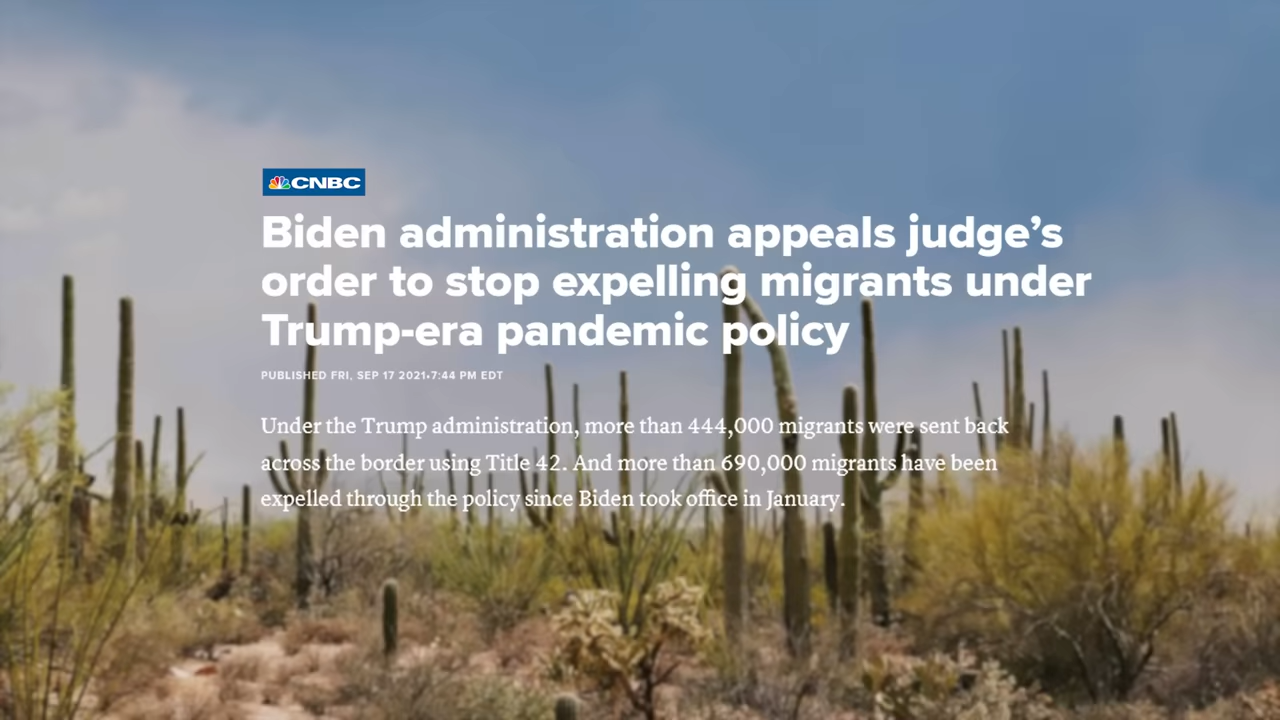 CNBC
Biden administration appeals judge’s
order to stop expelling migrants under
Trump-era pandemic policy
PUBLISHED FRI, SEP 17 2021•7:44 PM EDT
Under the Trump administration, more than 444,000 migrants were sent back
across the border using Title 42. And more than 690,000 migrants have been
expelled through the policy since Biden took office in January.